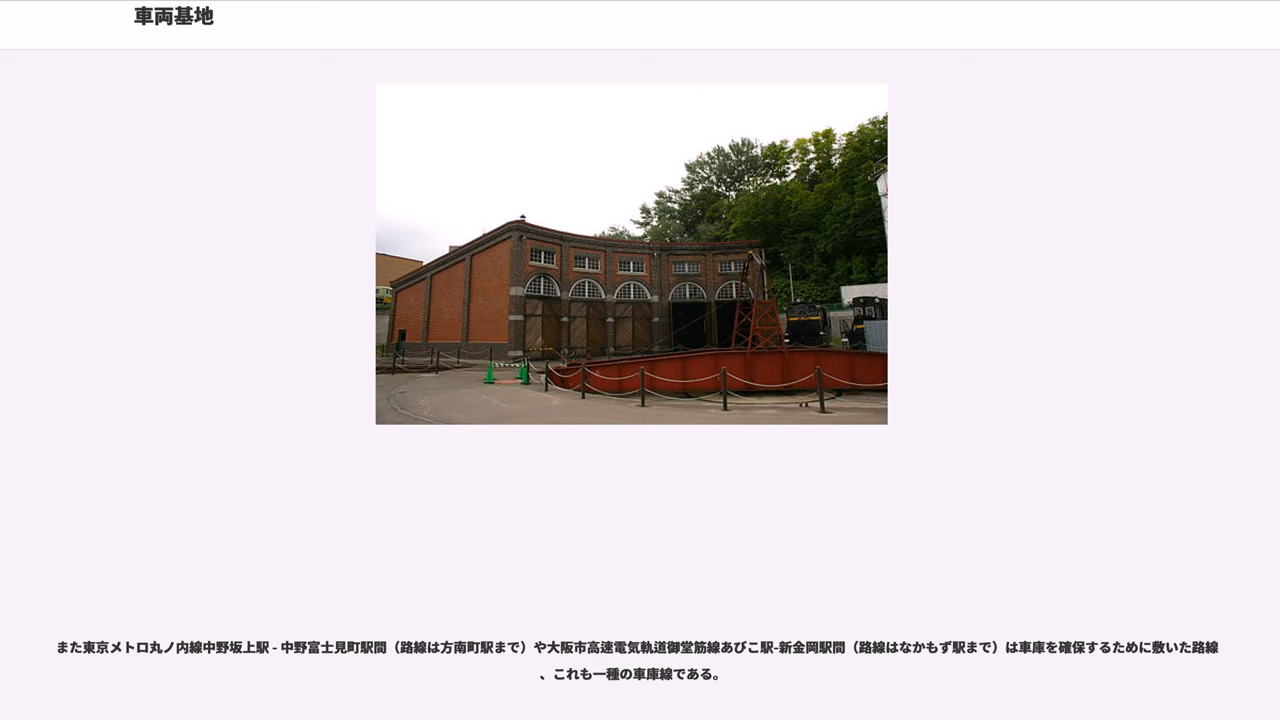 車両基地
また東京メトロ丸ノ内線中野坂上駅 - 中野富士見町駅間（路線は方南町駅まで）や大阪市高速電気軌道御堂筋線あびこ駅-新金岡駅間（路線はなかもず駅まで）は車庫を確保するために敷いた路線
、これも一種の車庫線である。